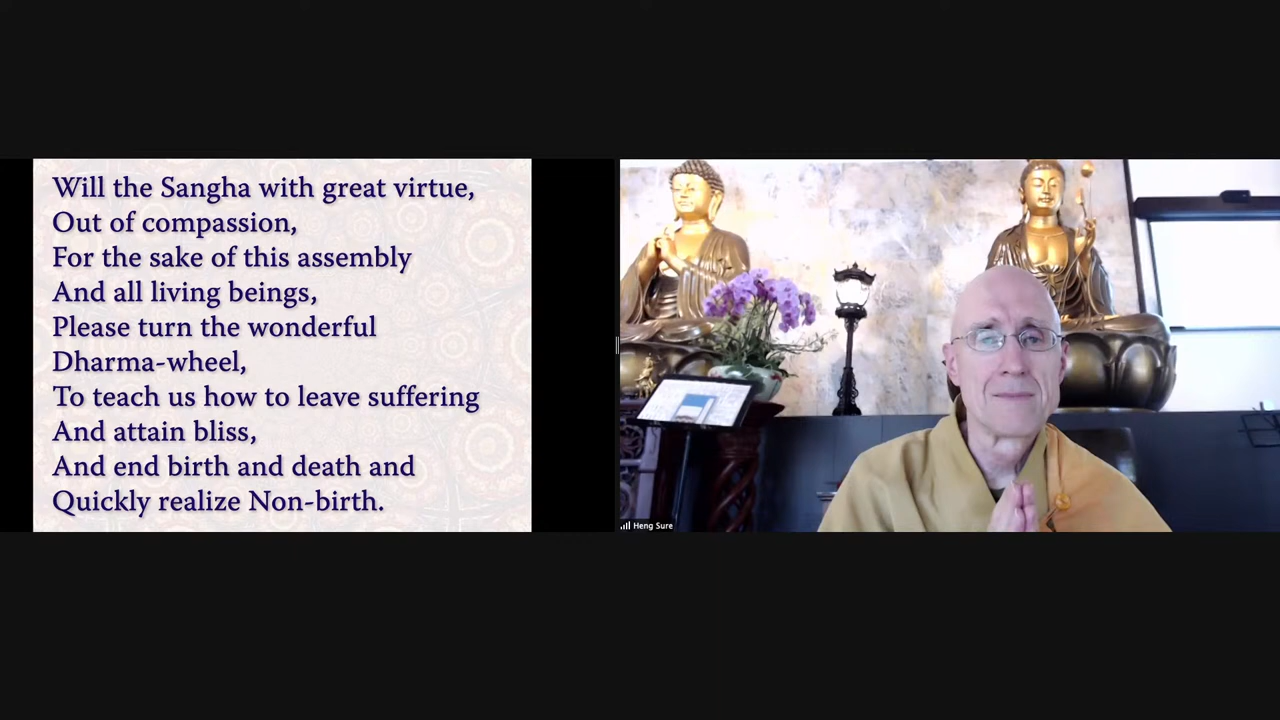 Will the Sangha with great virtue,
Out of compassion,
For the sake of this assembly
And all living beings,
Please turn the wonderful
Dharma-wheel,
To teach us how to leave suffering
And attain bliss,
And end birth and death and
Quickly realize Non-birth.
Heng Sure